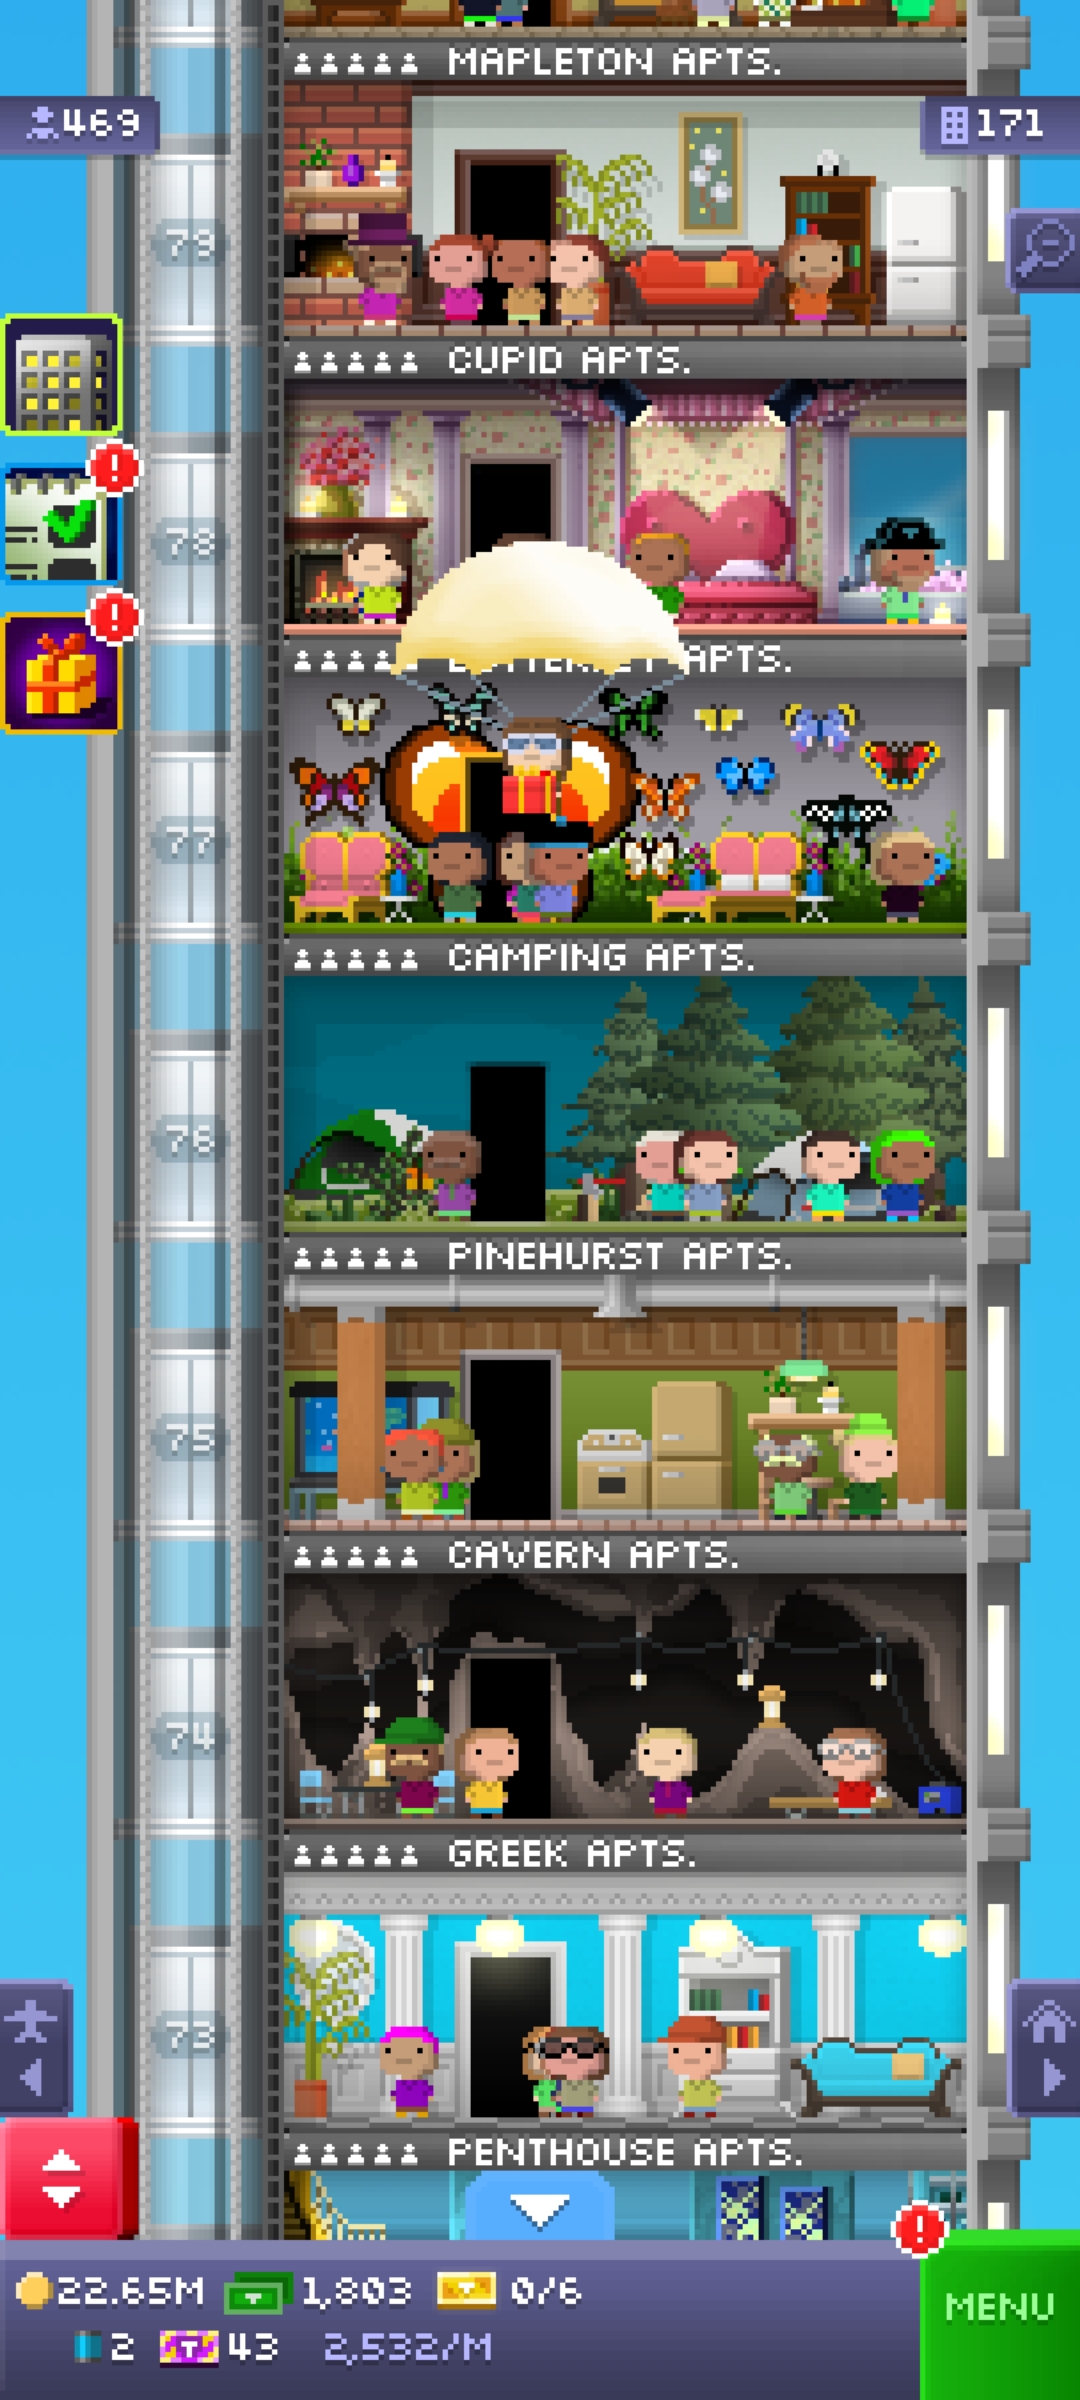 MAPLETON APTS.
469
171
79
CUPID APTS.
78
APTS.
77
CAMPING APTS.
76
PINEHURST APTS.
75
CAVERN APTS.
74
GREEK APTS.
73
PENTHOUSE APTS.
22.65M 1,803 0/6
MENU
2 T 43 2,532/M